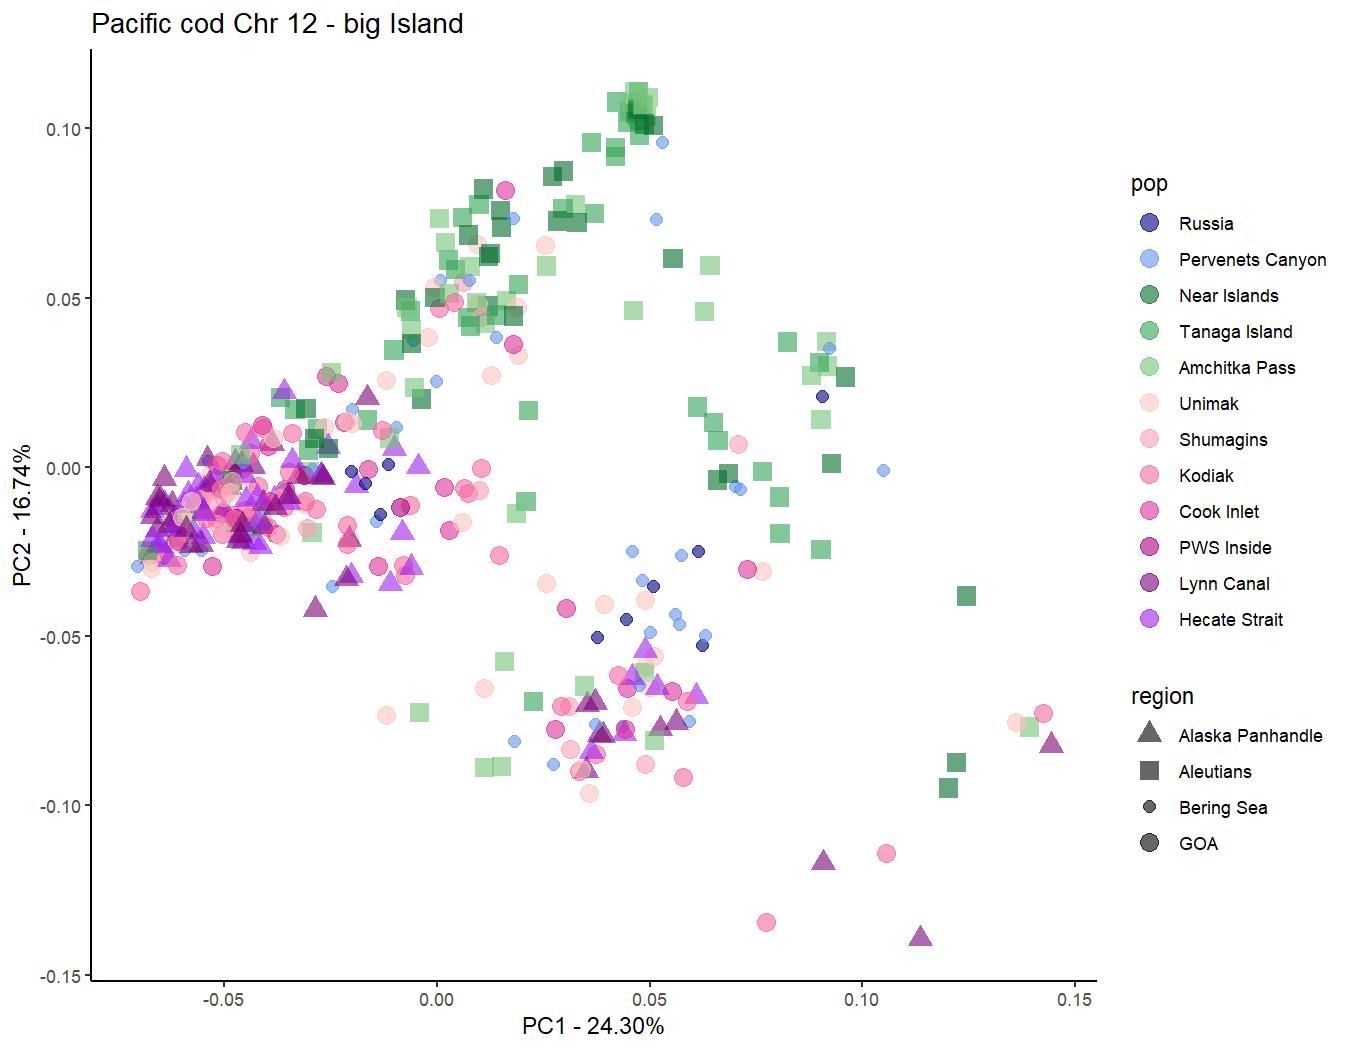 Pacific cod Chr 12 - big Island
PC2 - 16.74%
0.10
0.05
0.00
-0.05
-0.10
-0.15
-0.05
0.00
0.05
0.10
0.15
PC1 - 24.30%
pop
Russia
Pervenets Canyon
Near Islands
Tanaga Island
Amchitka Pass
Unimak
Shumagins
Kodiak
Cook Inlet
PWS Inside
Lynn Canal
Hecate Strait
region
Alaska Panhandle
Aleutians
Bering Sea
GOA